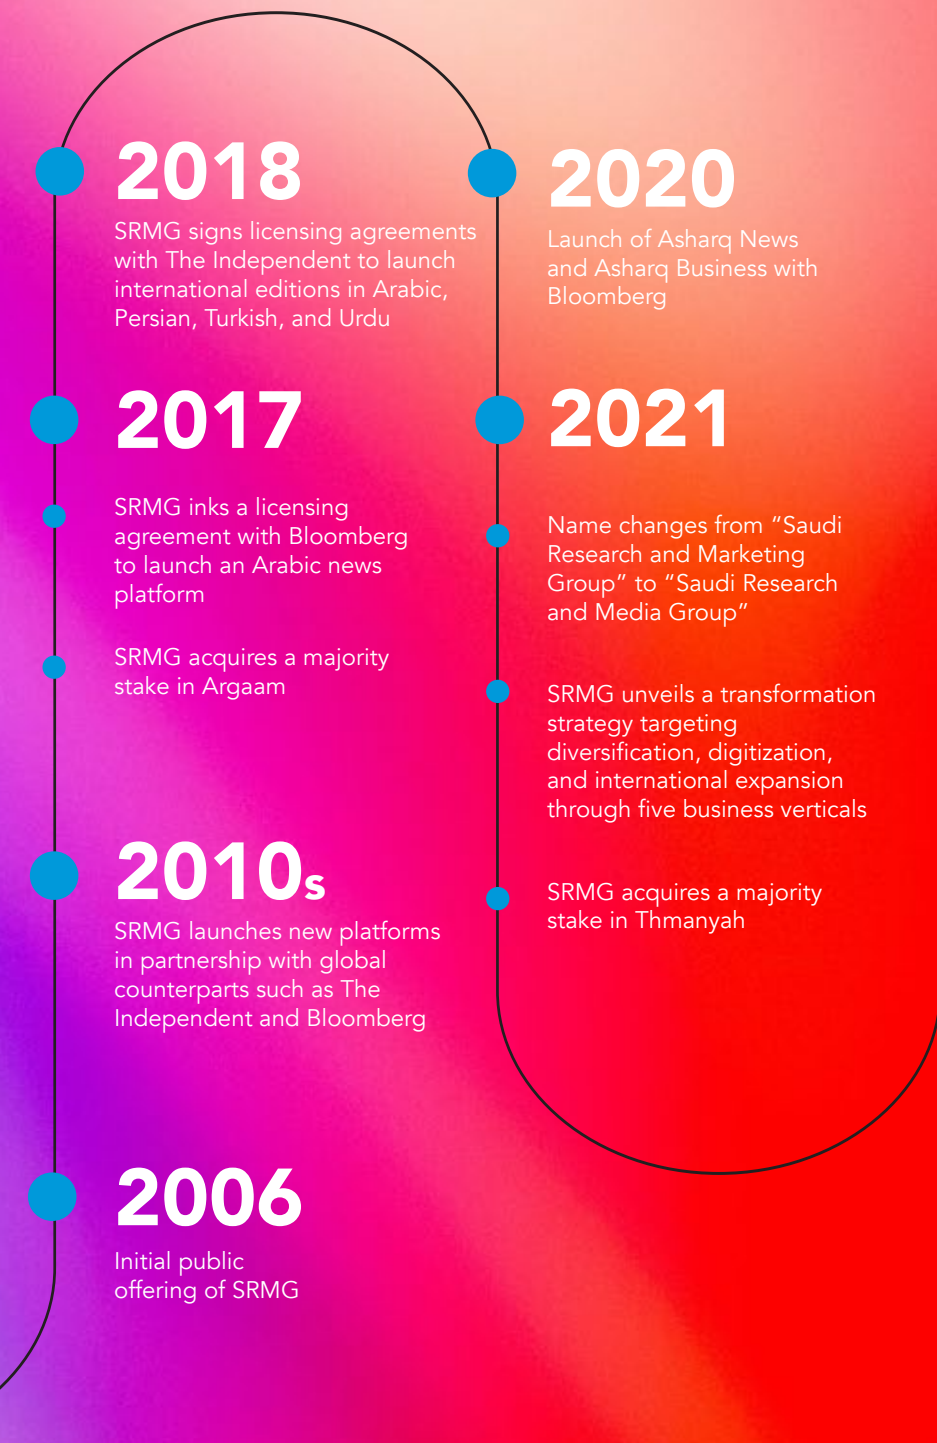 2018
SRMG signs licensing agreements
with The Independent to launch
international editions in Arabic,
Persian, Turkish, and Urdu
2017
SRMG inks a licensing
agreement with Bloomberg
to launch an Arabic news
platform
SRMG acquires a majority
stake in Argaam
2010s
SRMG launches new platforms
in partnership with global
counterparts such as The
Independent and Bloomberg
2006
Initial public
offering of SRMG
2020
Launch of Asharq News
and Asharq Business with
Bloomberg
2021
Name changes from “Saudi
Research and Marketing
Group” to “Saudi Research
and Media Group”
SRMG unveils a transformation
strategy targeting
diversification, digitization,
and international expansion
through five business verticals
SRMG acquires a majority
stake in Thmanyah